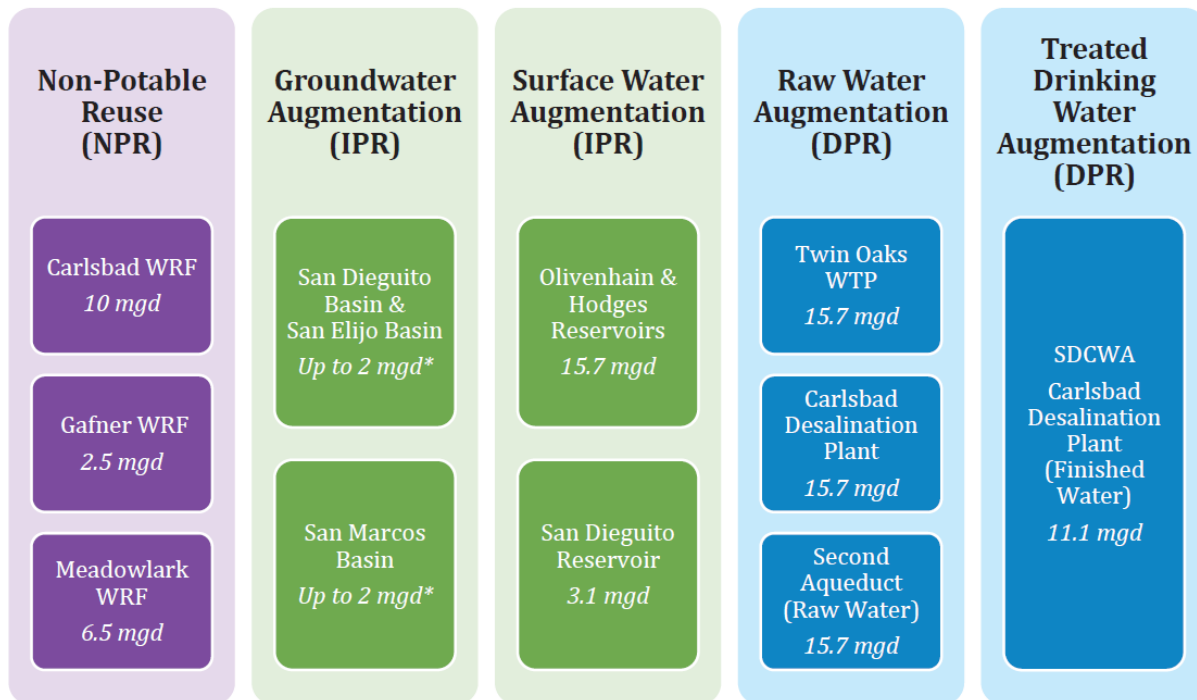 Non-Potable
Reuse
(NPR)
Carlsbad WRF
10 mgd
Gafner WRF
2.5 mgd
Meadowlark
WRF
6.5 mgd
Groundwater
Augmentation
(IPR)
San Dieguito
Basin &
San Elijo Basin
Up to 2 mgd*
San Marcos
Basin
Up to 2 mgd*
Surface Water
Augmentation
(IPR)
Olivenhain &
Hodges
Reservoirs
15.7 mgd
San Dieguito
Reservoir
3.1 mgd
Raw Water
Augmentation
(DPR)
Twin Oaks
WTP
15.7 mgd
Carlsbad
Desalination
Plant
15.7 mgd
Second
Aqueduct
(Raw Water)
15.7 mgd
Treated
Drinking
Water
Augmentation
(DPR)
SDCWA
Carlsbad
Desalination
Plant
(Finished
Water)
11.1 mgd